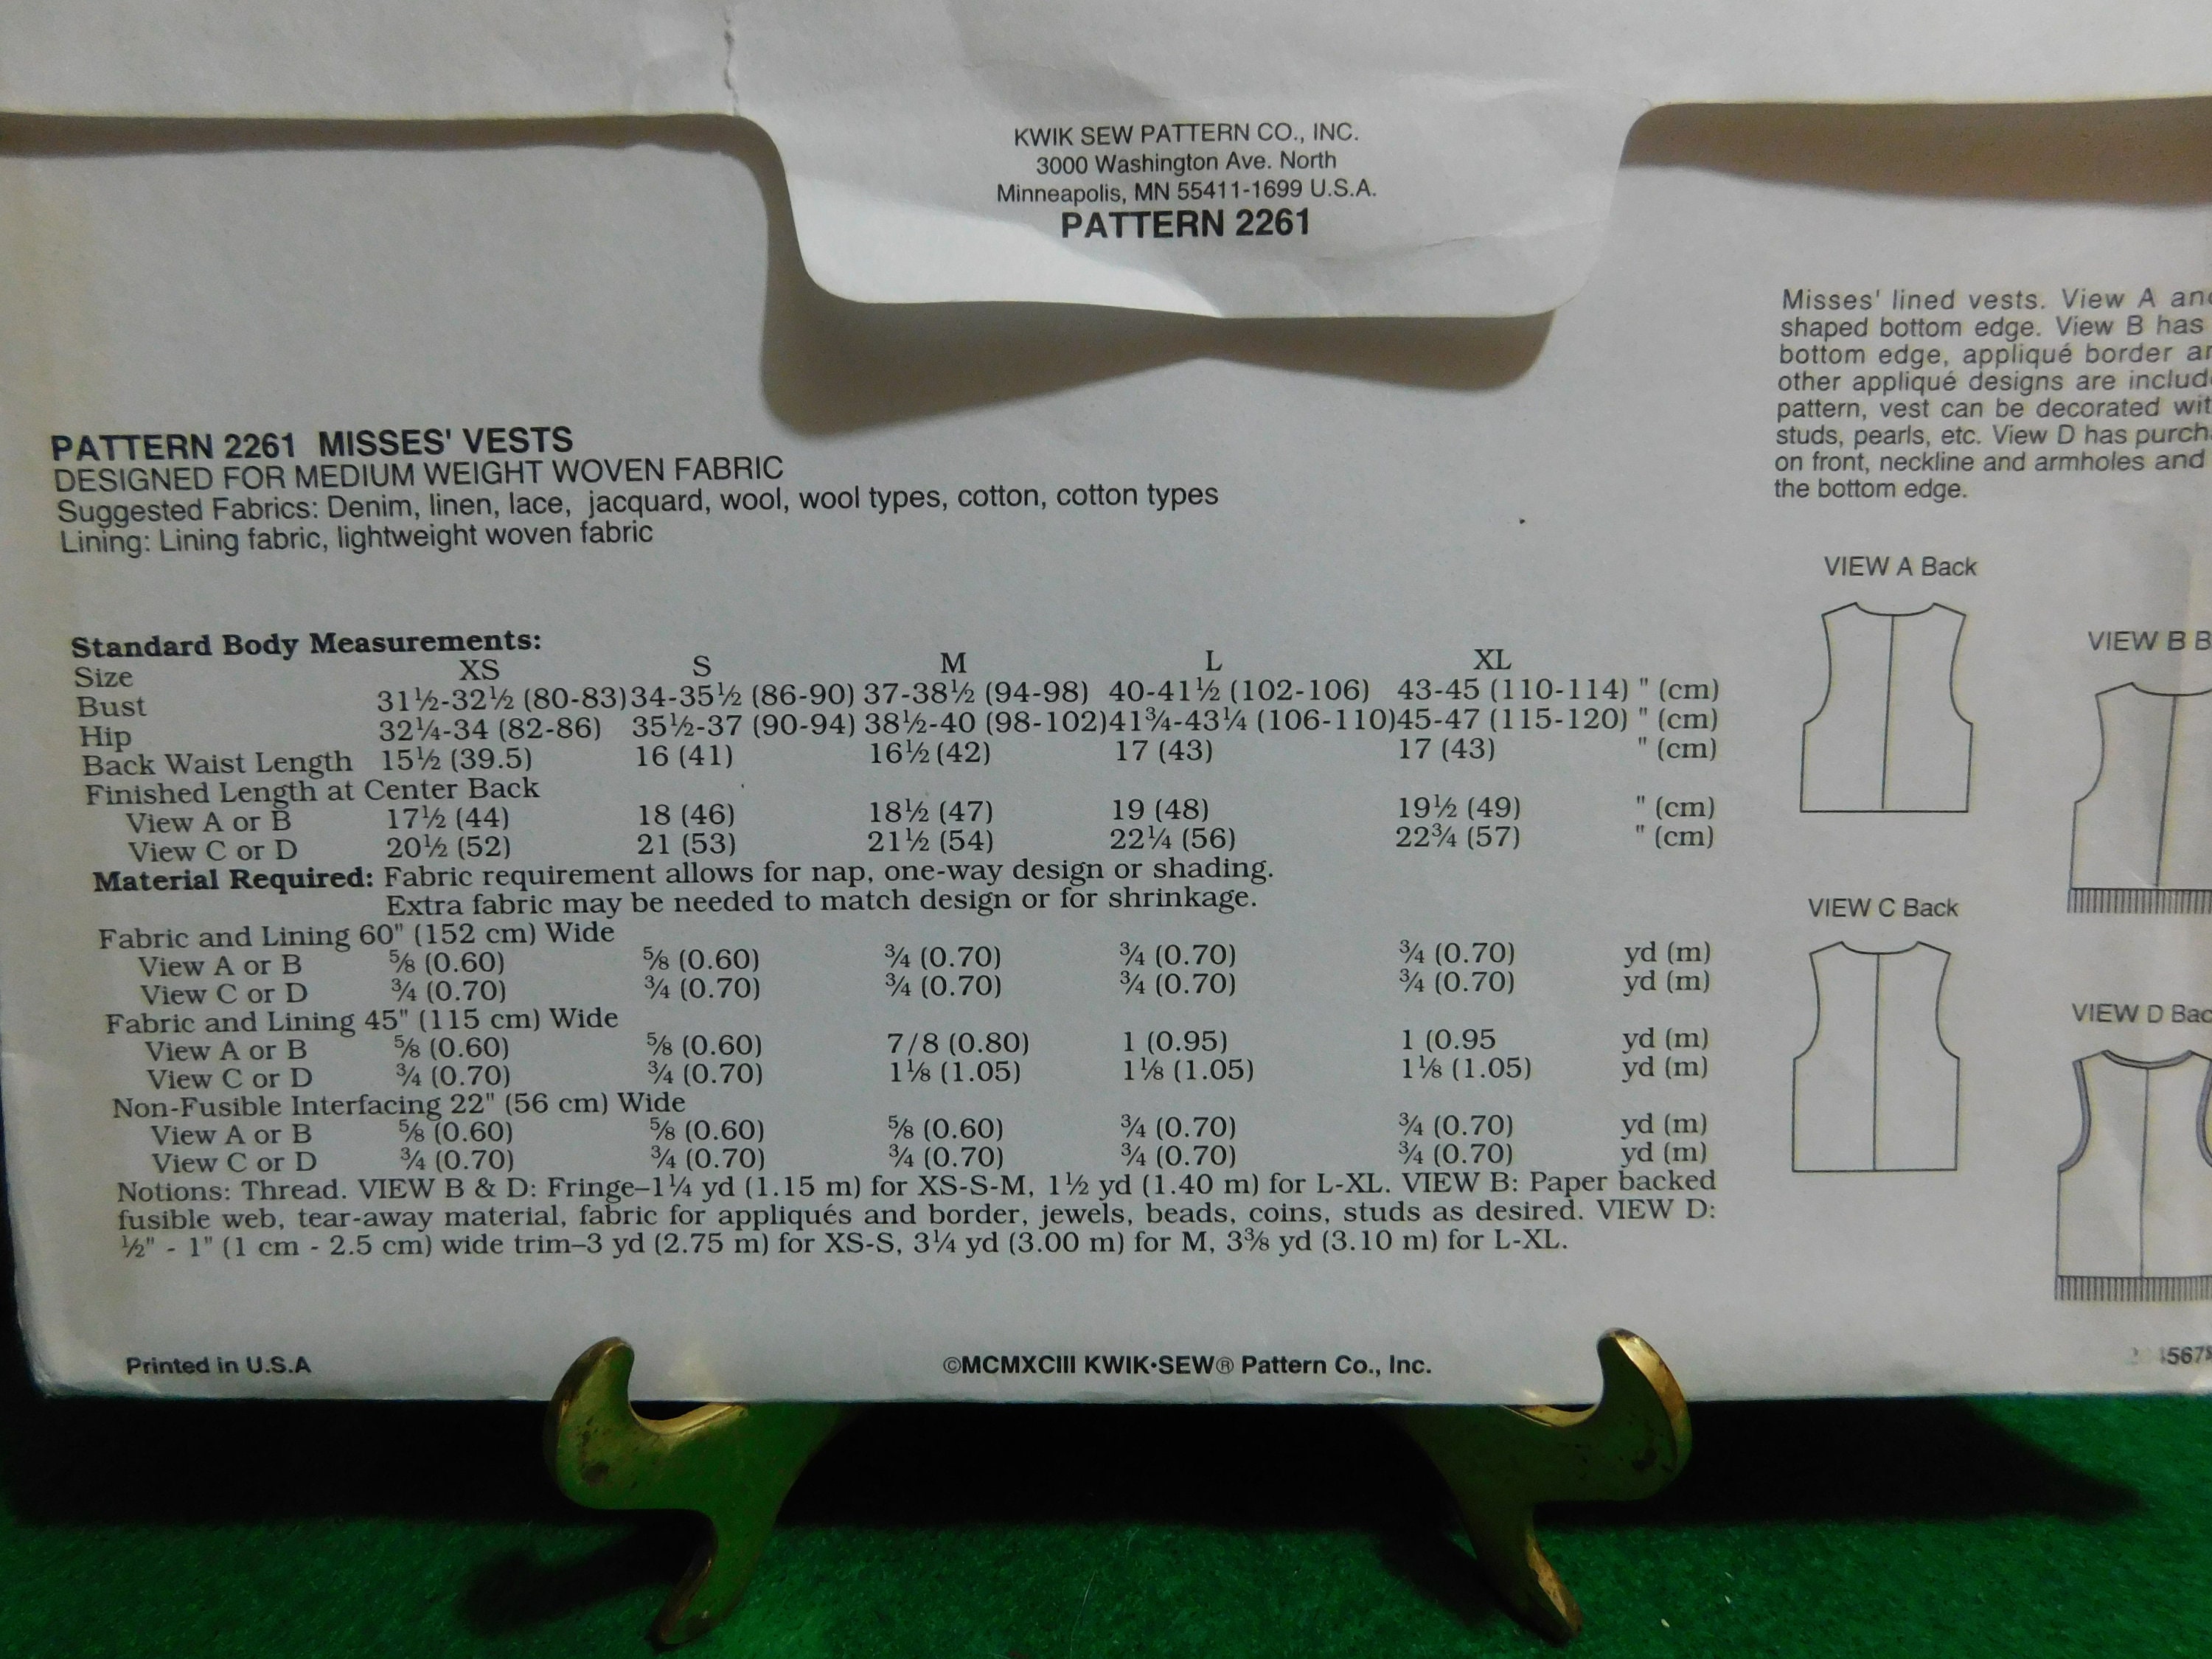 KWIK SEW PATTERN CO., INC.
3000 Washington Ave. North
Minneapolis, MN 55411-1699 U.S.A.
PATTERN 2261
PATTERN 2261 MISSES' VESTS
DESIGNED FOR MEDIUM WEIGHT WOVEN FABRIC
Suggested Fabrics: Denim, linen, lace, jacquard, wool, wool types, cotton, cotton types
Lining: Lining fabric, lightweight woven fabric
Standard Body Measurements:
Size XS S M L XL
Bust 31½-32½ (80-83) 34-35½ (86-90) 37-38½ (94-98) 40-41½ (102-106) 43-45 (110-114) " (cm)
Hip 32¼-34 (82-86) 35½-37 (90-94) 38½-40 (98-102) 41¾-43¼ (106-110) 45-47 (115-120) " (cm)
Back Waist Length 15½ (39.5) 16 (41) 16½ (42) 17 (43) 17 (43) " (cm)
Finished Length at Center Back
View A or B 17½ (44) 18 (46) 18½ (47) 19 (48) 19½ (49) " (cm)
View C or D 20½ (52) 21 (53) 21½ (54) 22¼ (56) 22¾ (57) " (cm)
Material Required: Fabric requirement allows for nap, one-way design or shading.
Extra fabric may be needed to match design or for shrinkage.
Fabric and Lining 60" (152 cm) Wide
View A or B ⅝ (0.60) ⅝ (0.60) ¾ (0.70) ¾ (0.70) ¾ (0.70) yd (m)
View C or D ¾ (0.70) ¾ (0.70) ¾ (0.70) ¾ (0.70) ¾ (0.70) yd (m)
Fabric and Lining 45" (115 cm) Wide
View A or B ⅝ (0.60) ⅝ (0.60) 7/8 (0.80) 1 (0.95) 1 (0.95 yd (m)
View C or D ¾ (0.70) ¾ (0.70) 1⅛ (1.05) 1⅛ (1.05) 1⅛ (1.05) yd (m)
Non-Fusible Interfacing 22" (56 cm) Wide
View A or B ⅝ (0.60) ⅝ (0.60) ⅝ (0.60) ¾ (0.70) ¾ (0.70) yd (m)
View C or D ¾ (0.70) ¾ (0.70) ¾ (0.70) ¾ (0.70) ¾ (0.70) yd (m)
Notions: Thread. VIEW B & D: Fringe–1¼ yd (1.15 m) for XS-S-M, 1½ yd (1.40 m) for L-XL. VIEW B: Paper backed
fusible web, tear-away material, fabric for appliqués and border, jewels, beads, coins, studs as desired. VIEW D:
½" - 1" (1 cm - 2.5 cm) wide trim–3 yd (2.75 m) for XS-S, 3¼ yd (3.00 m) for M, 3⅜ yd (3.10 m) for L-XL.
Printed in U.S.A
©MCMXCIII KWIK•SEW® Pattern Co., Inc.
Misses' lined vests. View A
shaped bottom edge. View B has
bottom edge, appliqué border
other appliqué designs are
pattern, vest can be decorated
studs, pearls, etc. View D has
on front, neckline and armholes and
the bottom edge.
VIEW A Back
VIEW B
VIEW C Back
VIEW D